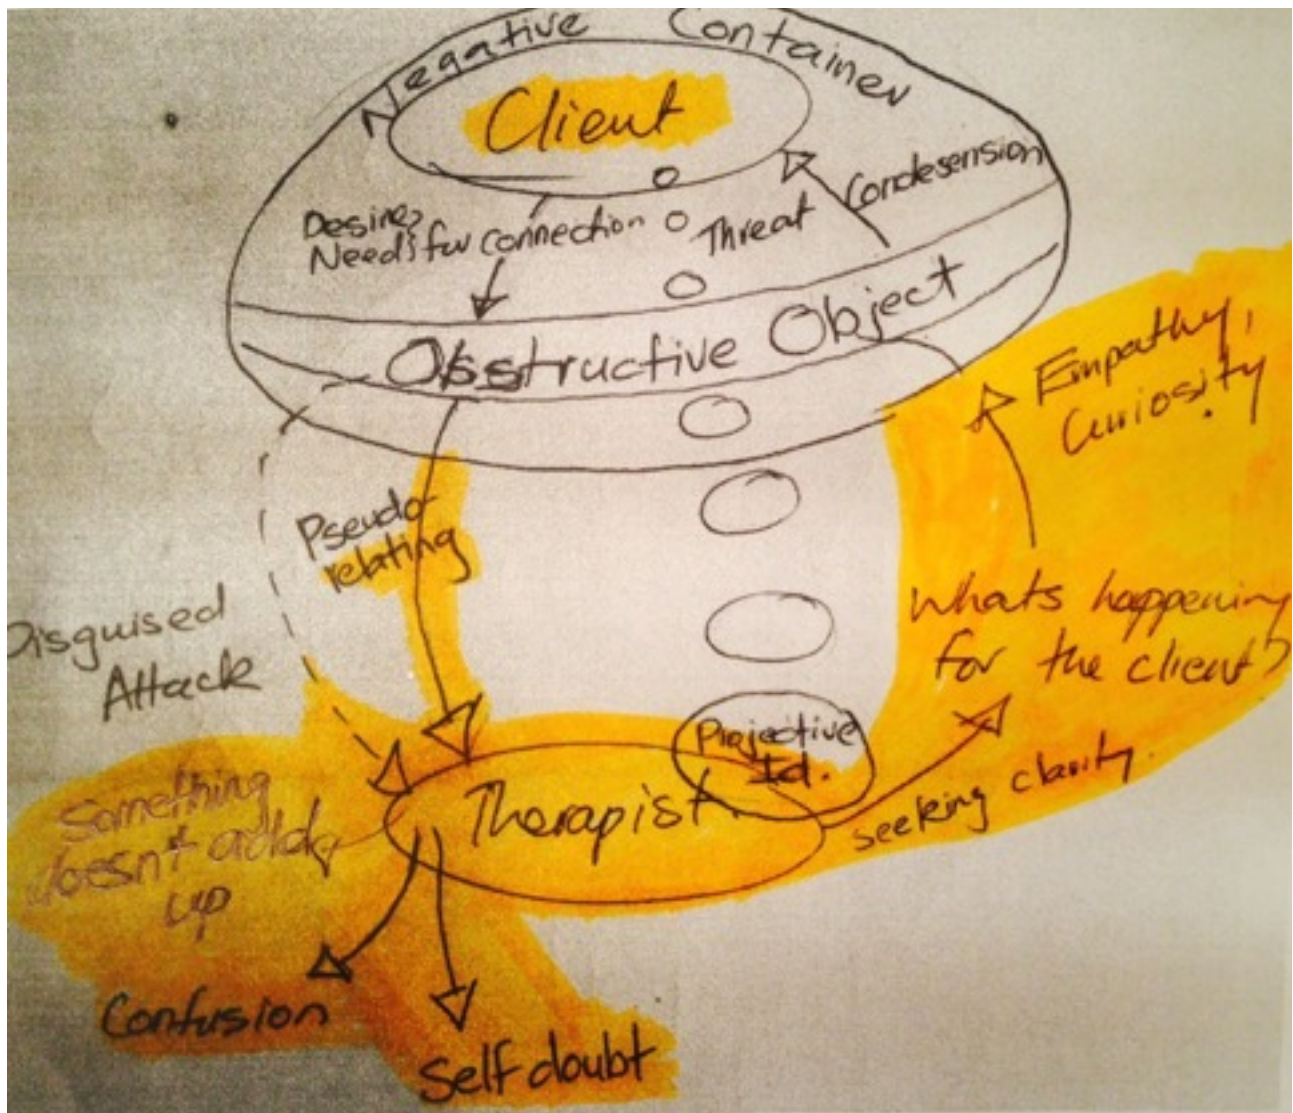 Negative Container
Client
Desires
Needs for connection
Threat
Condesension
Obstructive Object
Empathy,
Curiosity
Pseudo-
relating
Disguised
Attack
Whats happening
for the client?
Projective
Id.
Therapist
seeking clarity.
Something
doesn't add
up
Confusion
Self doubt